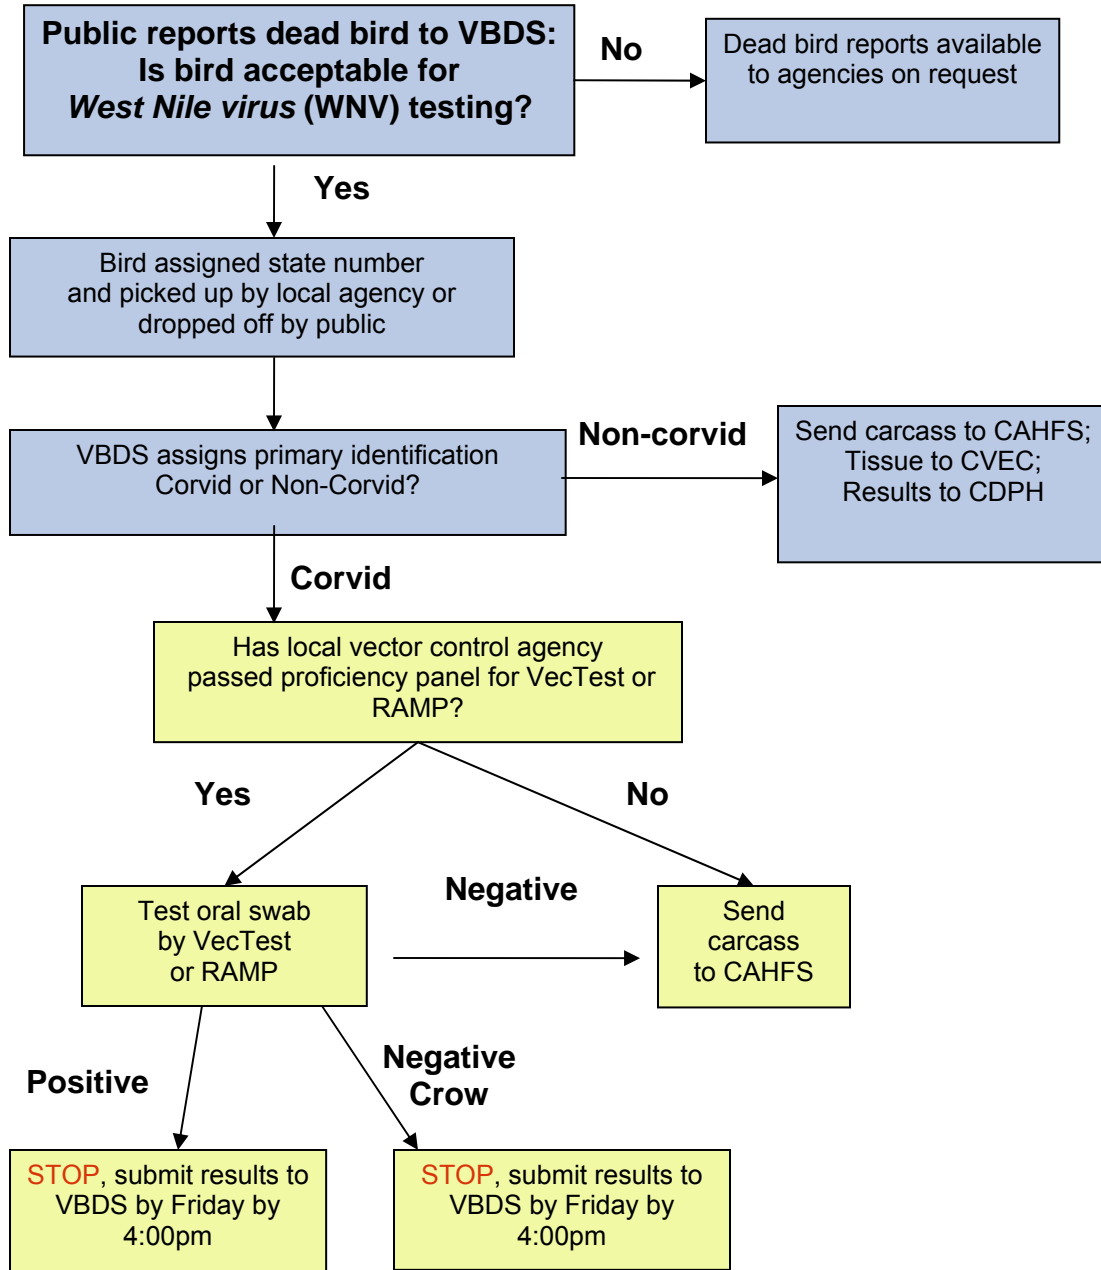 Public reports dead bird to VBDS:
Is bird acceptable for
West Nile virus (WNV) testing?
No
Dead bird reports available
to agencies on request
Yes
Bird assigned state number
and picked up by local agency or
dropped off by public
VBDS assigns primary identification
Corvid or Non-Corvid?
Non-corvid
Send carcass to CAHFS;
Tissue to CVEC;
Results to CDPH
Corvid
Has local vector control agency
passed proficiency panel for VecTest or
RAMP?
Yes
No
Test oral swab
by VecTest
or RAMP
Negative
Send
carcass
to CAHFS
Positive
Negative
Crow
STOP, submit results to
VBDS by Friday by
4:00pm
STOP, submit results to
VBDS by Friday by
4:00pm